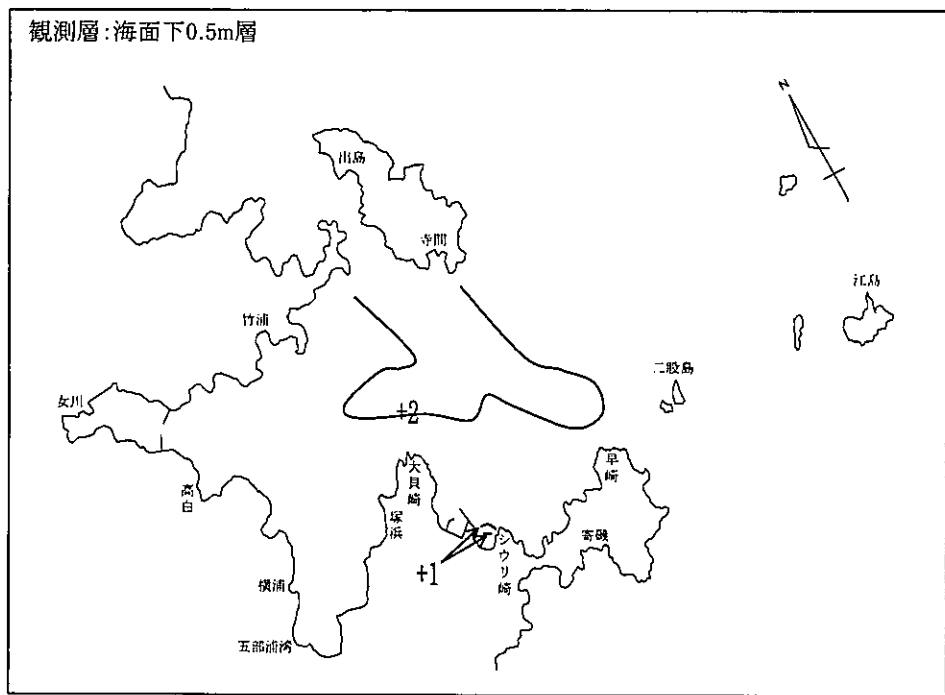 観測層:海面下0.5m層
N
出島
寺間
江島
竹浦
二股島
女川
+2
高白
大貝崎
塚浜
早崎
寄磯
シウリ崎
+1
横浦
五部浦湾